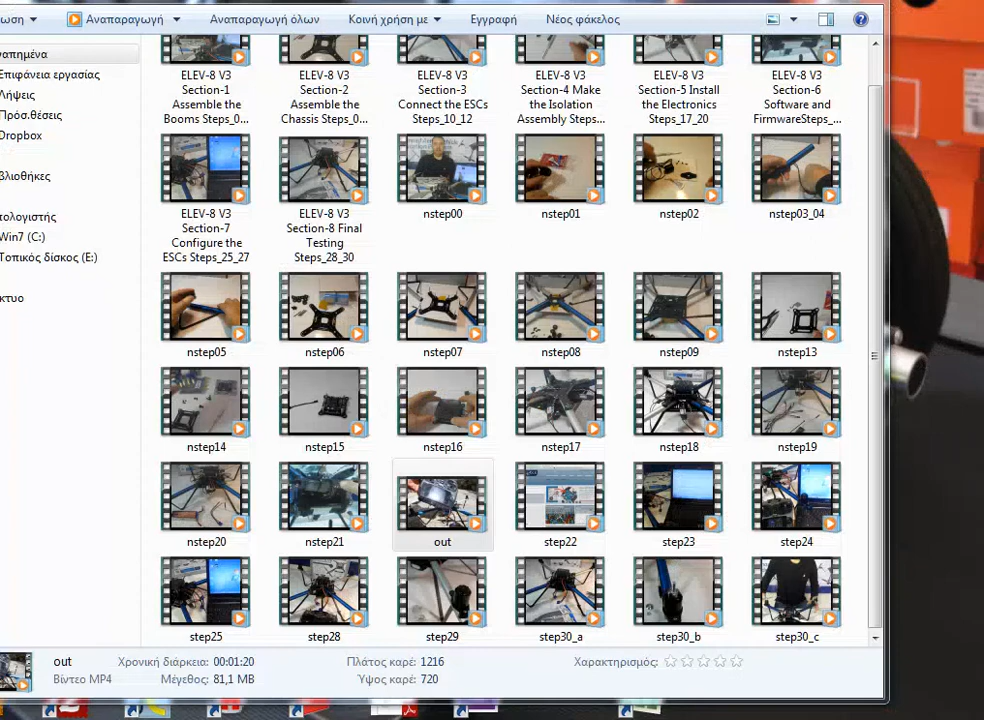 ωση Αναπαραγωγή Αναπαραγωγή όλων Κοινή χρήση με Εγγραφή Νέος φάκελος
απημένα
Επιφάνεια εργασίας
Λήψεις
Πρόσ.θέσεις
Dropbox
βλιοθήκες
πολογιστής
Win7 (C:)
Τοπικός δίσκος (E:)
κτυο
ELEV-8 V3 Section-1 Assemble the Booms Steps_0...
ELEV-8 V3 Section-2 Assemble the Chassis Steps_0...
ELEV-8 V3 Section-3 Connect the ESCs Steps_10_12
ELEV-8 V3 Section-4 Make the Isolation Assembly Steps...
ELEV-8 V3 Section-5 Install the Electronics Steps_17_20
ELEV-8 V3 Section-6 Software and FirmwareSteps_...
ELEV-8 V3 Section-7 Configure the ESCs Steps_25_27
ELEV-8 V3 Section-8 Final Testing Steps_28_30
nstep00 nstep01 nstep02 nstep03_04
nstep05 nstep06 nstep07 nstep08 nstep09 nstep13
nstep14 nstep15 nstep16 nstep17 nstep18 nstep19
nstep20 nstep21 out step22 step23 step24
step25 step28 step29 step30_a step30_b step30_c
out Χρονική διάρκεια: 00:01:20 Πλάτος καρέ: 1216 Χαρακτηρισμός:
Βίντεο MP4 Μέγεθος: 81,1 MB Ύψος καρέ: 720